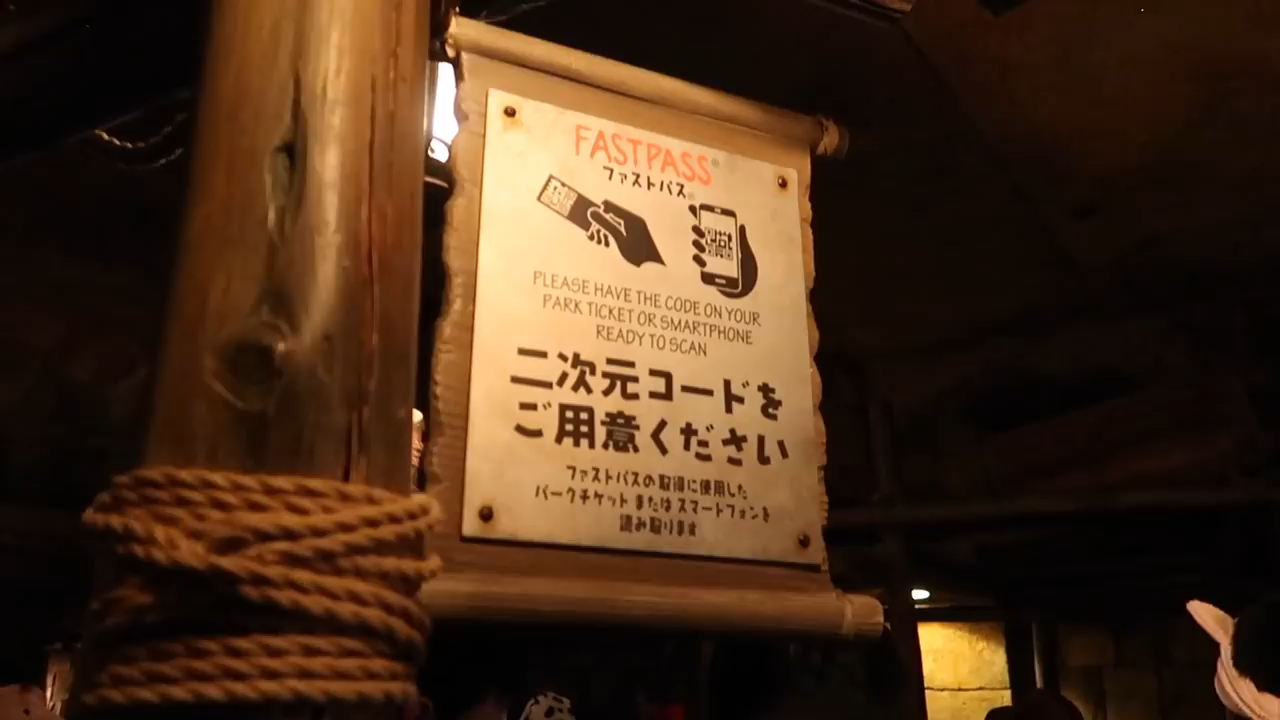 FASTPASS®
ファストパス®
PLEASE HAVE THE CODE ON YOUR
PARK TICKET OR SMARTPHONE
READY TO SCAN
二次元コードを
ご用意ください
ファストパスの取得に使用した
パークチケット または スマートフォンを
読み取ります